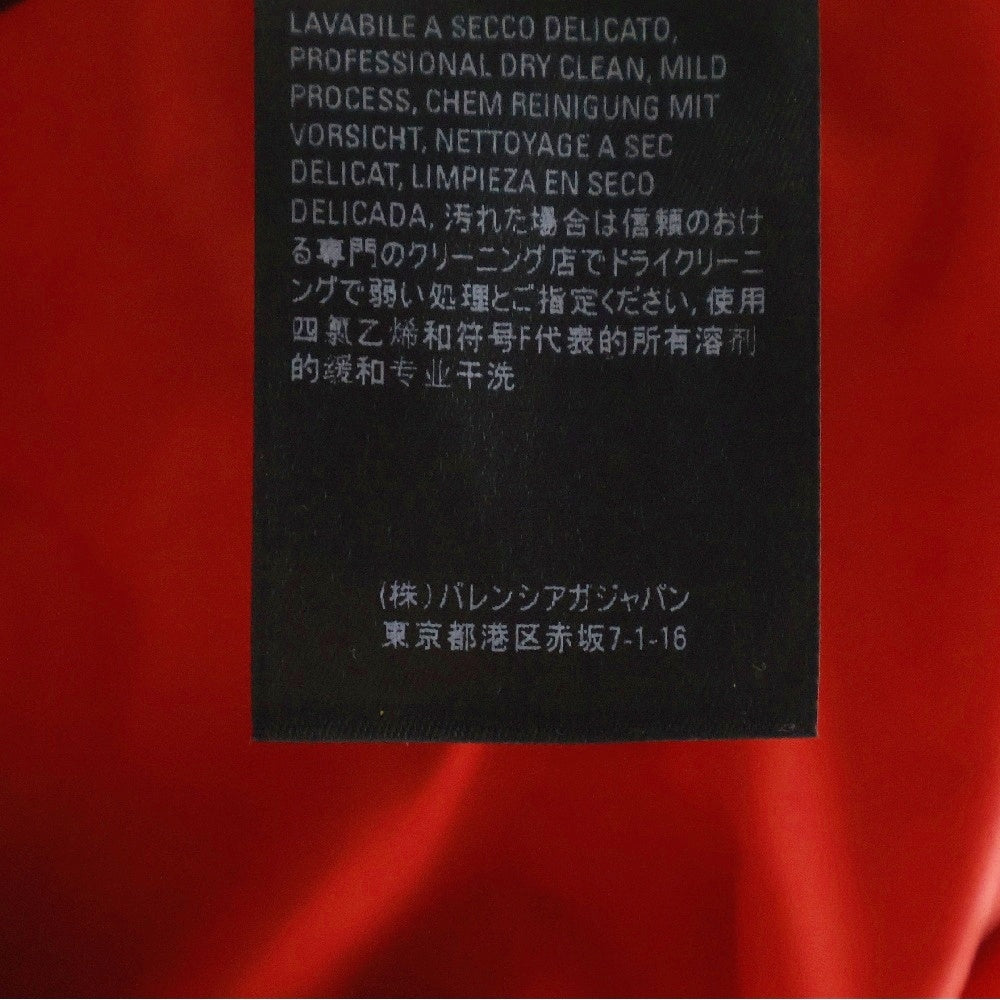 LAVABILE A SECCO DELICATO,
PROFESSIONAL DRY CLEAN, MILD
PROCESS, CHEM REINIGUNG MIT
VORSICHT, NETTOYAGE A SEC
DELICAT, LIMPIEZA EN SECO
DELICADA, 汚れた場合は信頼のおけ
る専門のクリーニング店でドライクリーニ
ングで弱い処理とご指定ください, 使用
四氯乙烯和符号F代表的所有溶剂
的缓和专业干洗
(株)バレンシアガジャパン
東京都港区赤坂7-1-16